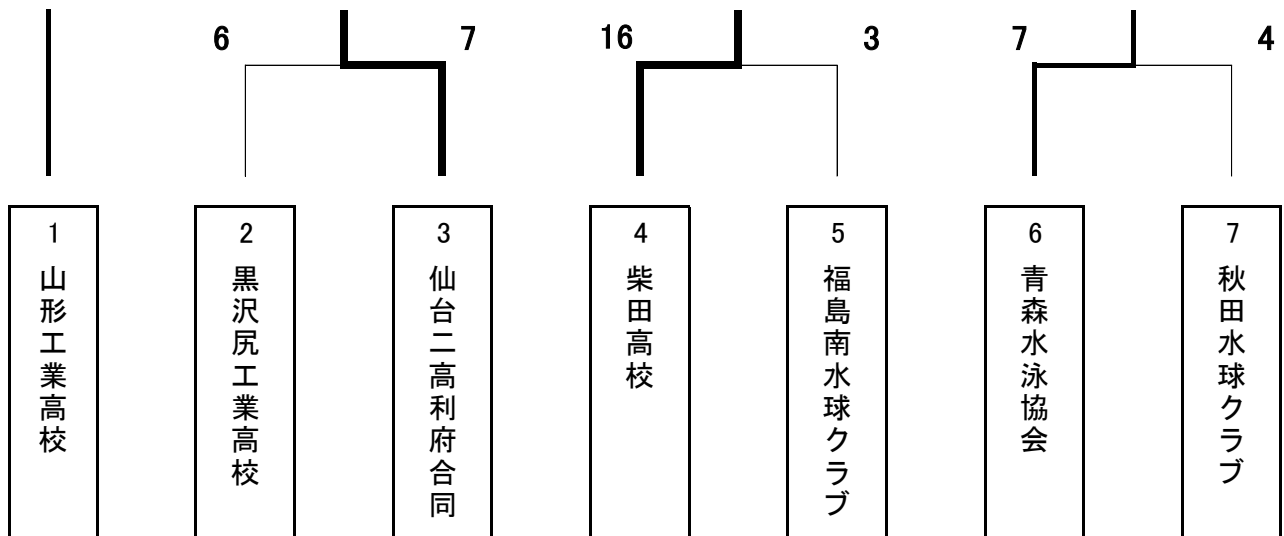 6 7 16 3 7 4
1
山形工業高校
2
黒沢尻工業高校
3
仙台二高利府合同
4
柴田高校
5
福島南水球クラブ
6
青森水泳協会
7
秋田水球クラブ